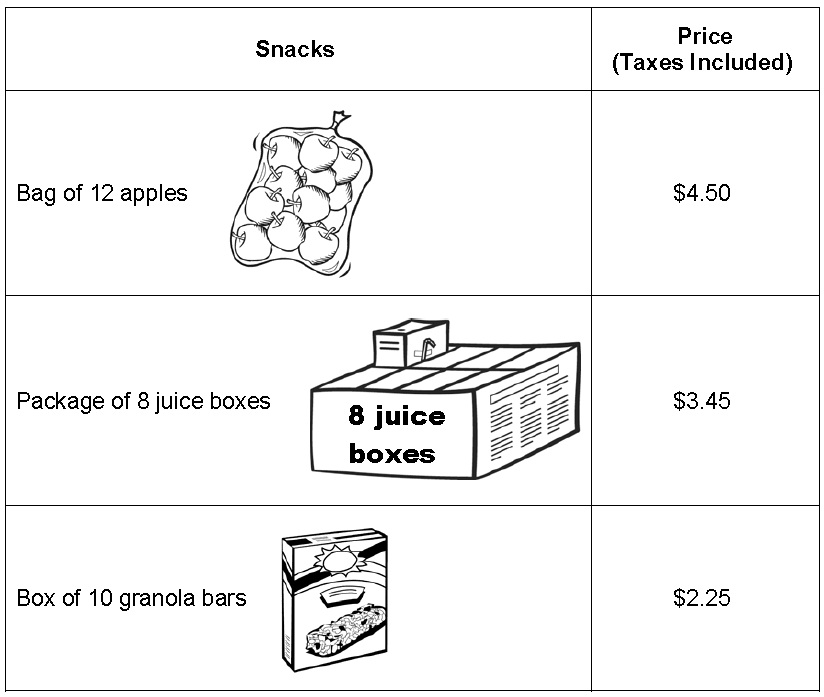 Snacks
Price
(Taxes Included)
Bag of 12 apples
$4.50
Package of 8 juice boxes
8 juice
boxes
$3.45
Box of 10 granola bars
$2.25